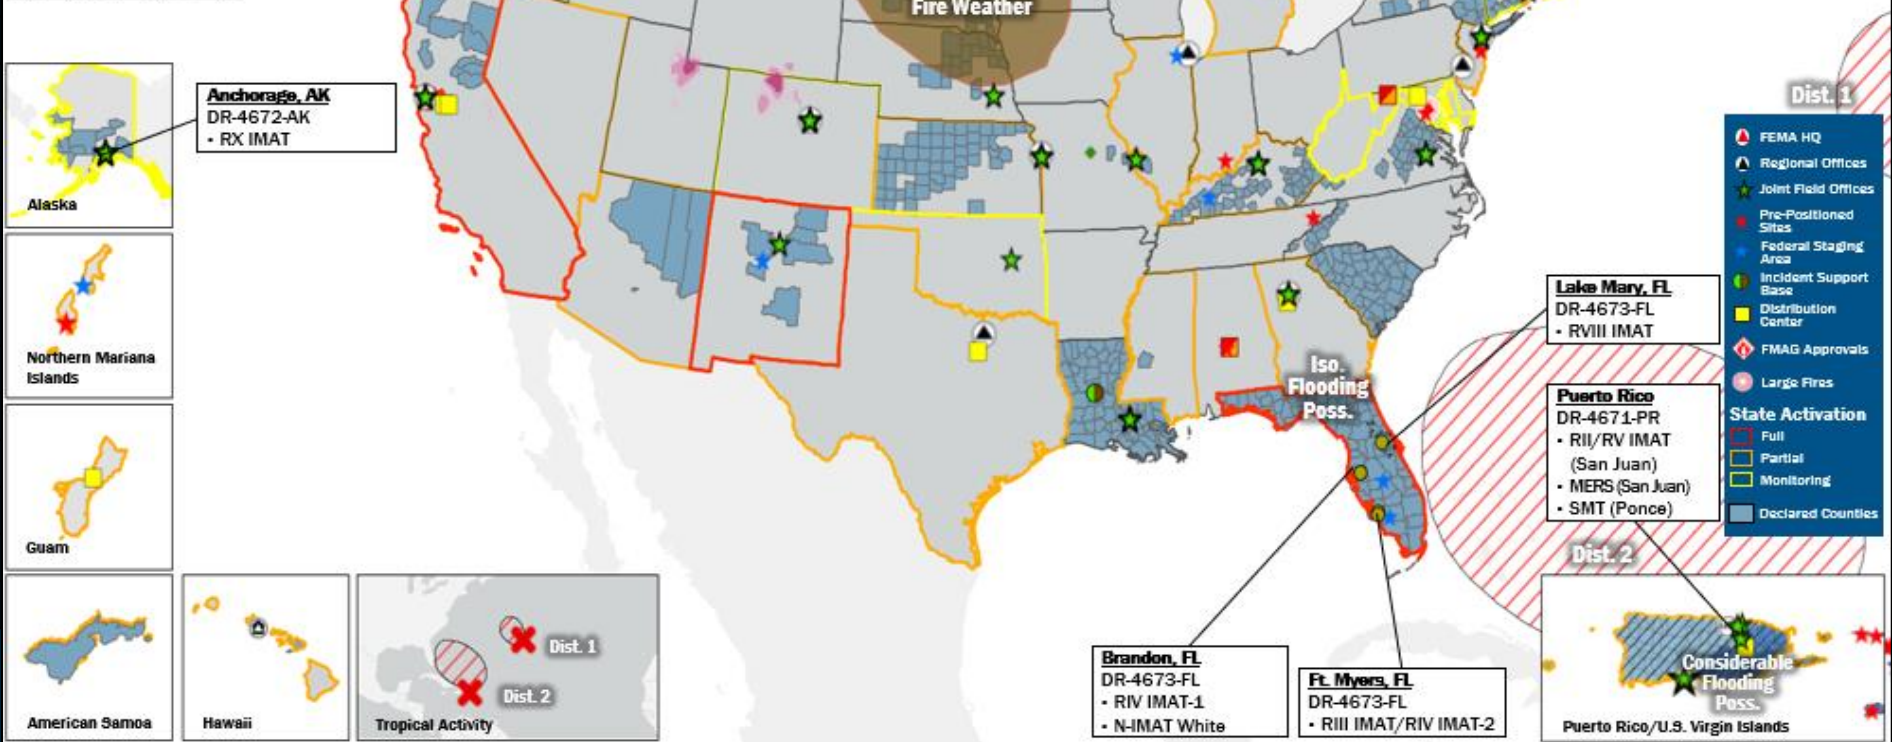 Fire Weather
Anchorage, AK
DR-4672-AK
• RX IMAT
Alaska
Northern Mariana
Islands
Guam
American Samoa
Hawaii
Dist. 1
Dist. 2
Tropical Activity
Iso.
Flooding
Poss.
Lake Mary, FL
DR-4673-FL
• RVIII IMAT
Puerto Rico
DR-4671-PR
• RII/RV IMAT
(San Juan)
• MERS (San Juan)
• SMT (Ponce)
Brandon, FL
DR-4673-FL
• RIV IMAT-1
• N-IMAT White
Ft. Myers, FL
DR-4673-FL
• RIII IMAT/RIV IMAT-2
Dist. 1
FEMA HQ
Regional Offices
Joint Field Offices
Pre-Positioned
Sites
Federal Staging
Area
Incident Support
Base
Distribution
Center
FMAG Approvals
Large Fires
State Activation
Full
Partial
Monitoring
Declared Counties
Dist. 2
Considerable
Flooding
Poss.
Puerto Rico/U.S. Virgin Islands